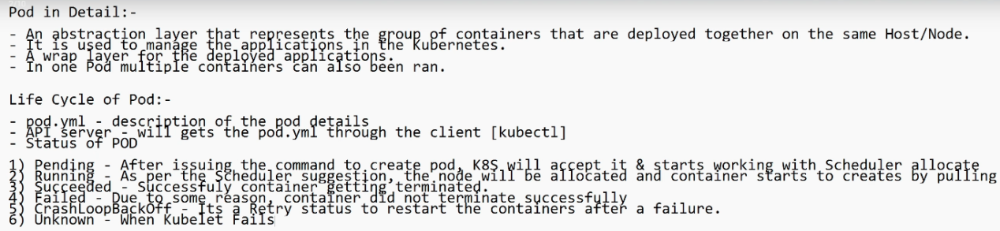 Pod in Detail:-
- An abstraction layer that represents the group of containers that are deployed together on the same Host/Node.
- It is used to manage the applications in the Kubernetes.
- A wrap layer for the deployed applications.
- In one Pod multiple containers can also been ran.
Life Cycle of Pod:-
- pod.yml - description of the pod details
- API server - will gets the pod.yml through the client [kubectl]
- Status of POD
1) Pending - After issuing the command to create pod, K8S will accept it & starts working with Scheduler allocate
2) Running - As per the Scheduler suggestion, the node will be allocated and container starts to creates by pulling
3) Succeeded - Successfuly container getting terminated.
4) Failed - Due to some reason, container did not terminate successfully
5) CrashLoopBackOff - Its a Retry status to restart the containers after a failure.
6) Unknown - When Kubelet Fails